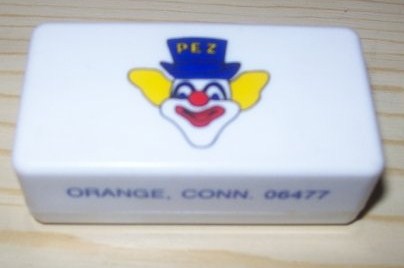 PEZ
ORANGE, CONN. 06477